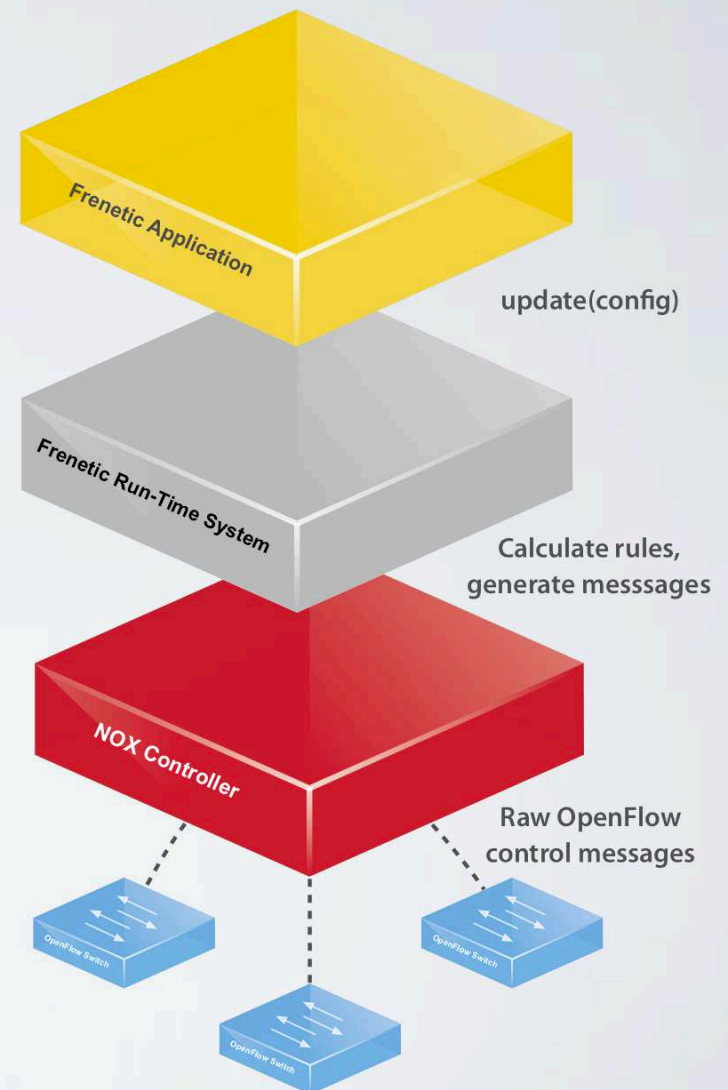 Frenetic Application
update(config)
Frenetic Run-Time System
Calculate rules,
generate messsages
NOX Controller
Raw OpenFlow
control messages
OpenFlow Switch
OpenFlow Switch
OpenFlow Switch